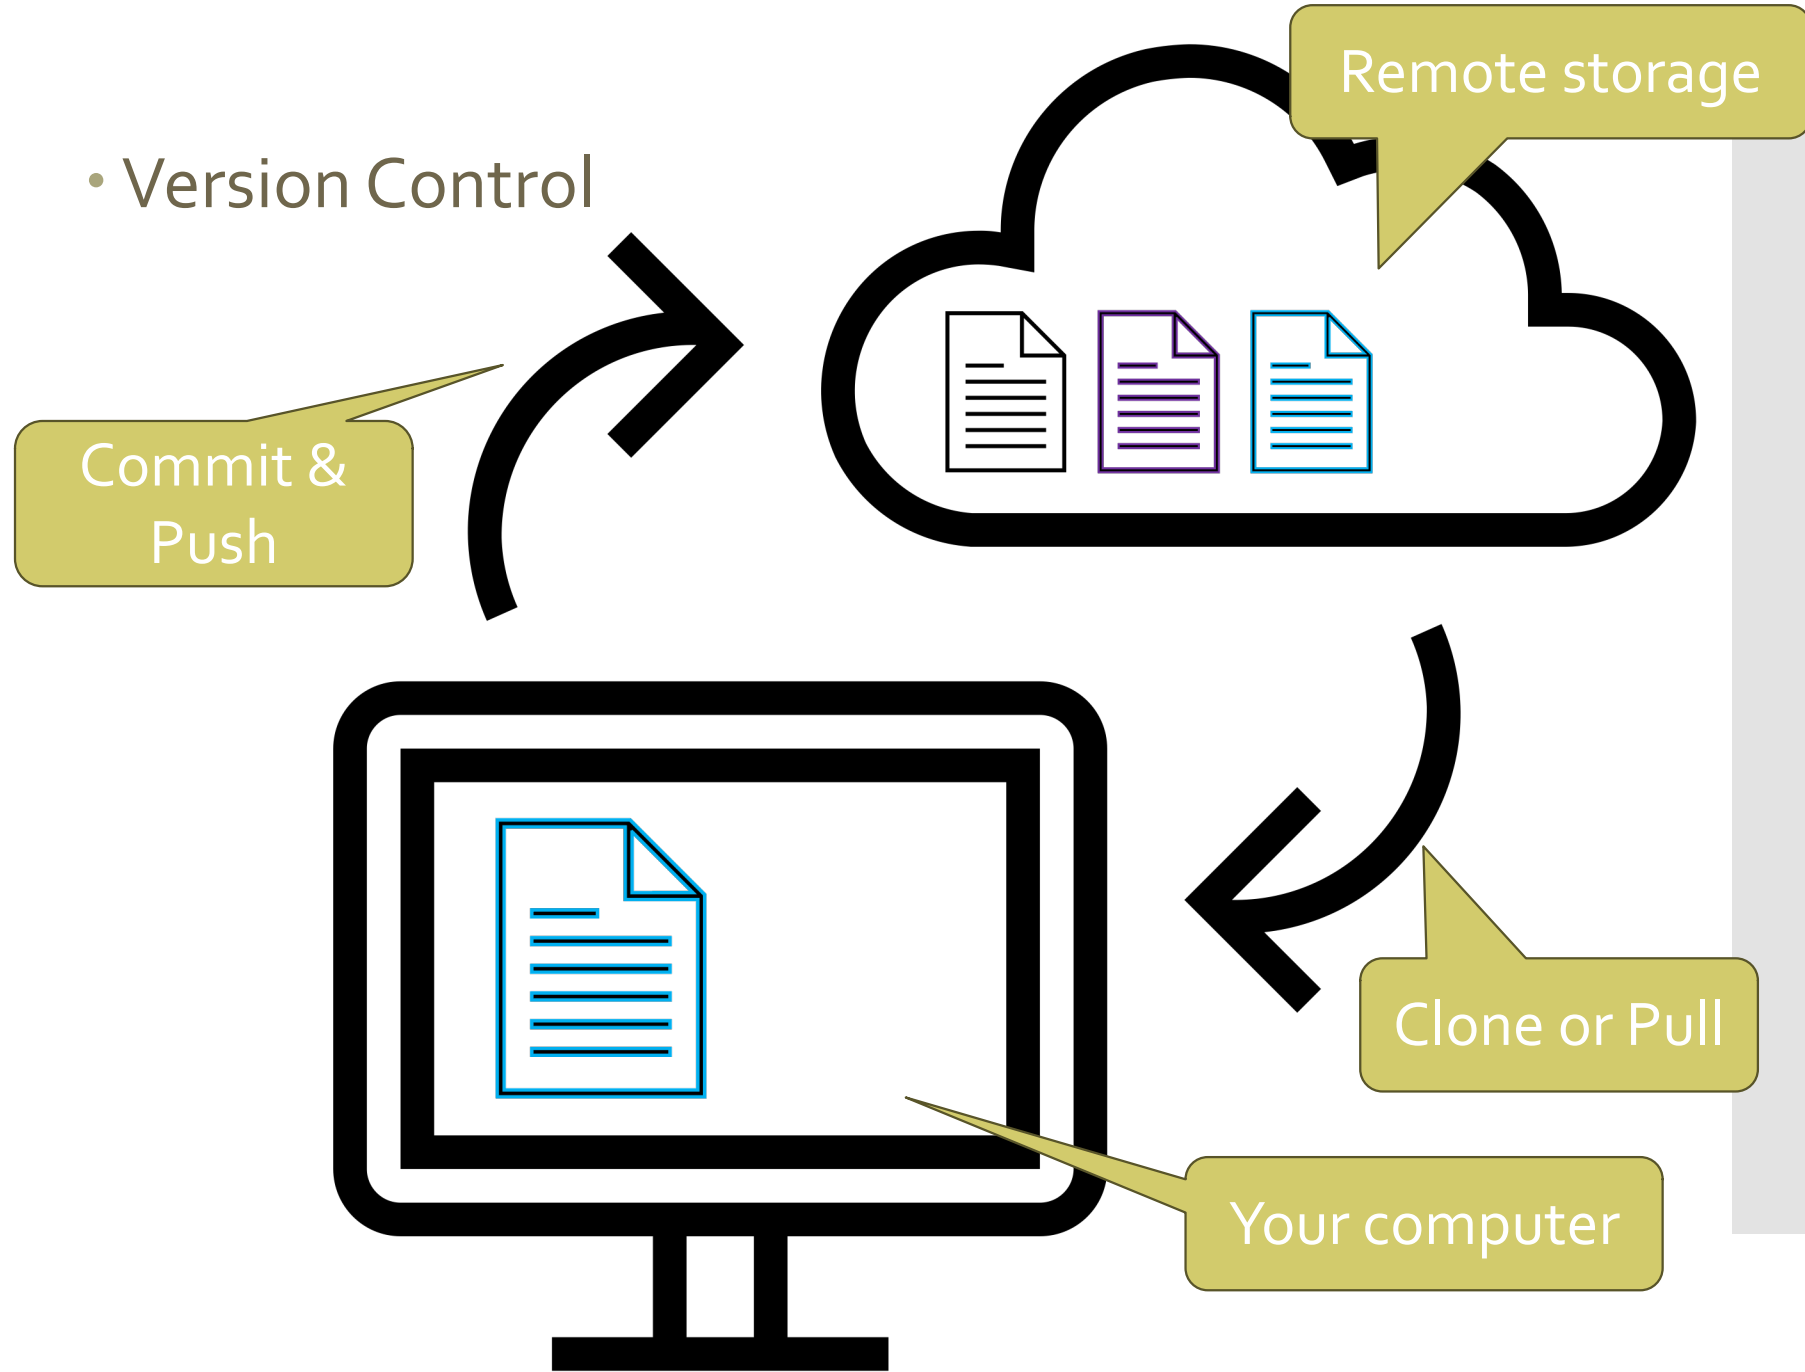 Remote storage
• Version Control
Commit &
Push
Clone or Pull
Your computer